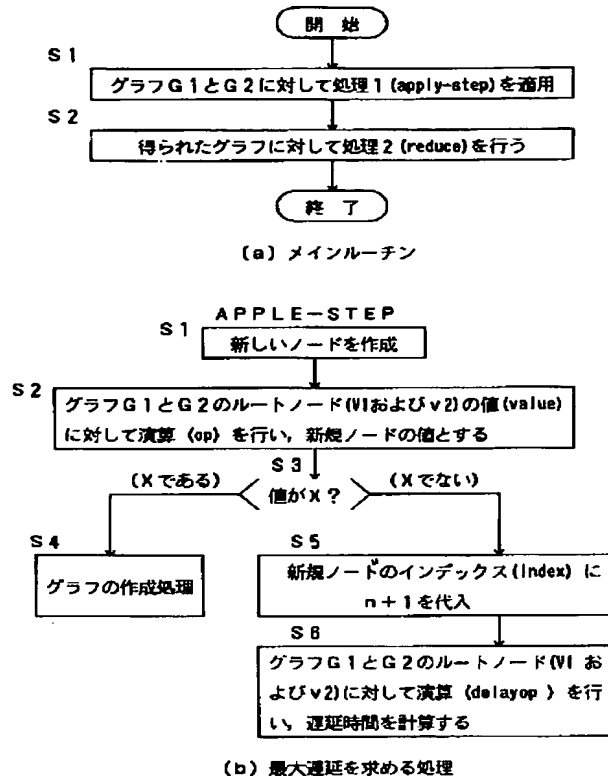 開 始
S1
グラフG1とG2に対して処理1(apply-step)を適用
S2
得られたグラフに対して処理2(reduce)を行う
終 了
(a) メインルーチン
APPLE-STEP
S1
新しいノードを作成
S2
グラフG1とG2のルートノード(V1およびv2)の値(value)
に対して演算〈op〉を行い,新規ノードの値とする
S3
(Xである)
値がX?
(Xでない)
S4
グラフの作成処理
S5
新規ノードのインデックス(index)に
n+1を代入
S6
グラフG1とG2のルートノード(V1 お
よびv2)に対して演算〈delayop 〉を行
い,遅延時間を計算する
(b) 最大遅延を求める処理